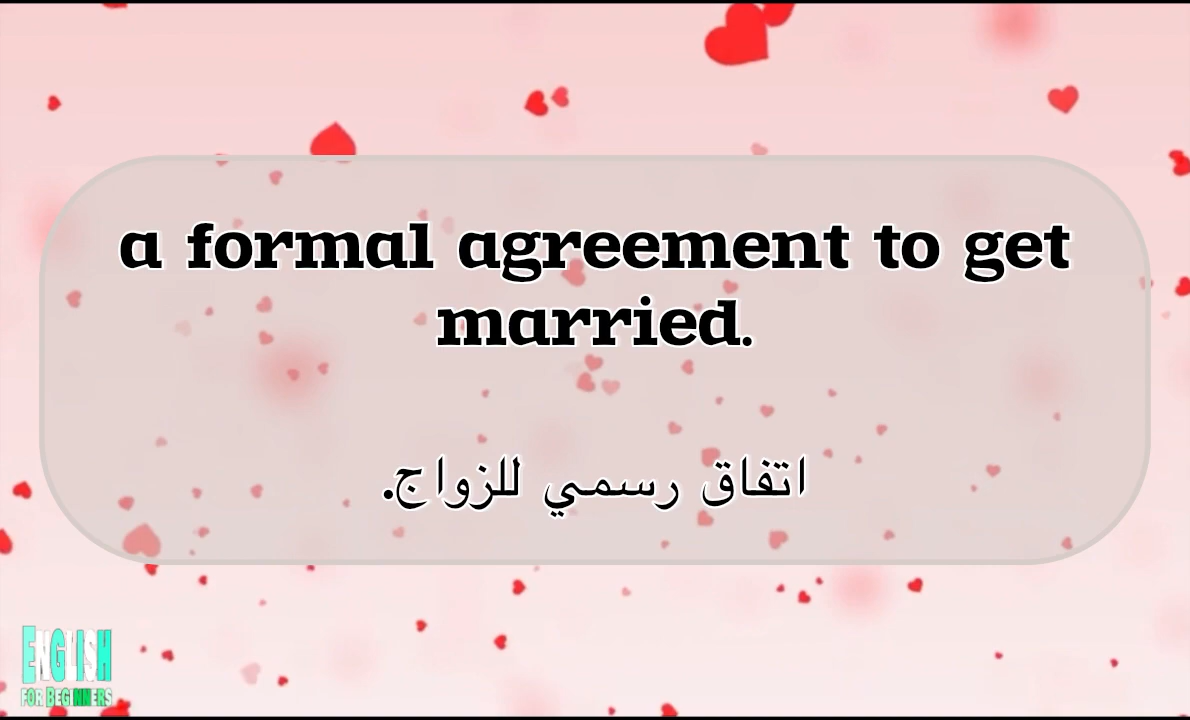 a formal agreement to get
married.
اتفاق رسمي للزواج.
ENGLISH
FOR BEGINNERS